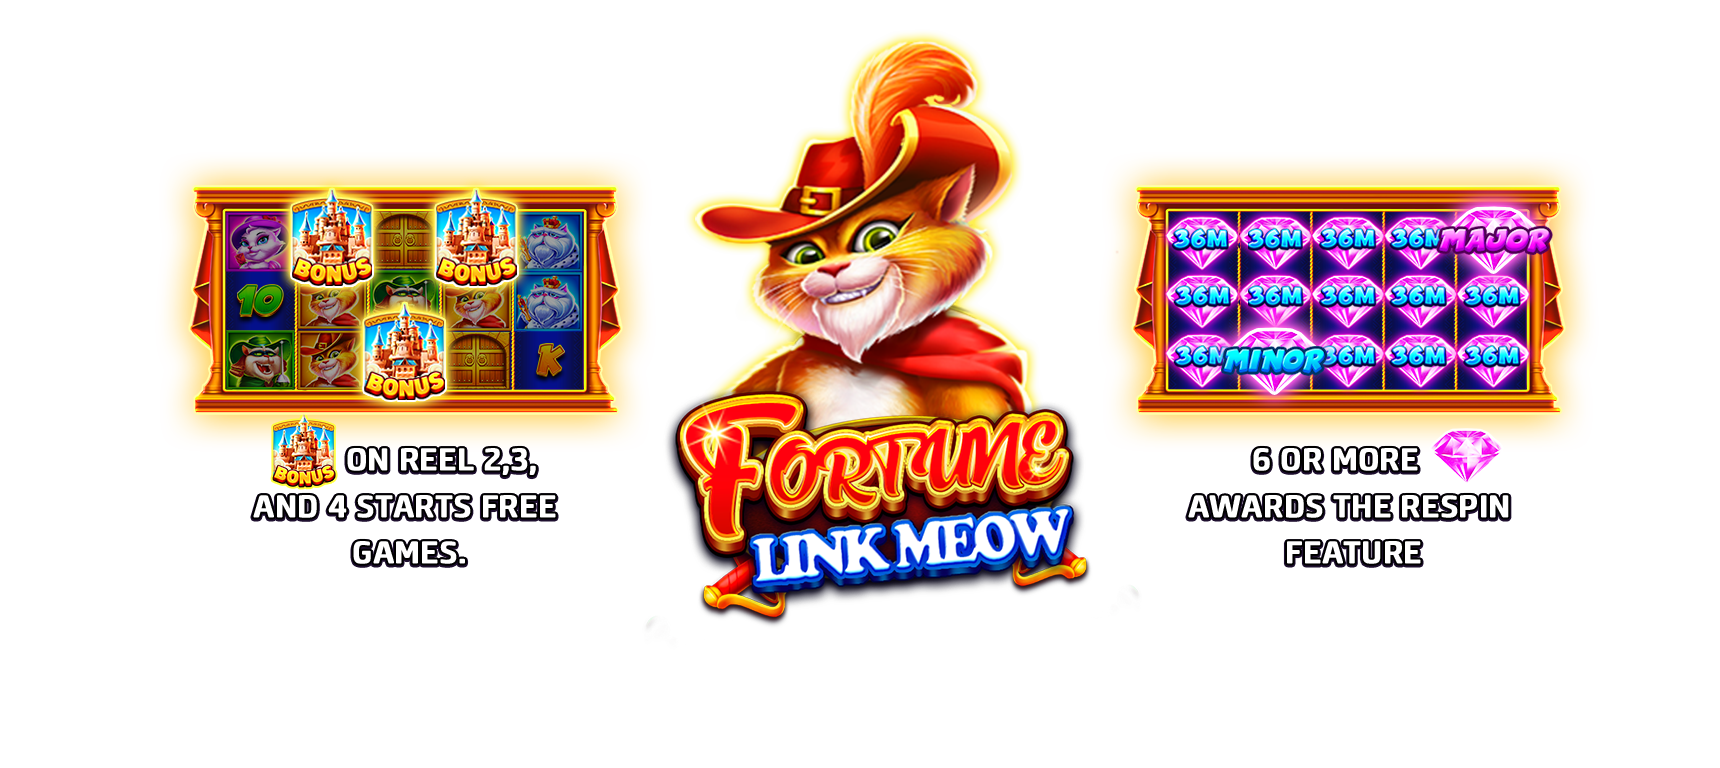 BONUS
BONUS
10
BONUS
K
BONUS ON REEL 2,3,
AND 4 STARTS FREE
GAMES.
FORTUNE
LINK MEOW
36M 36M 36M 36M MAJOR
36M 36M 36M 36M 36M
36M MINOR 36M 36M 36M
6 OR MORE
AWARDS THE RESPIN
FEATURE